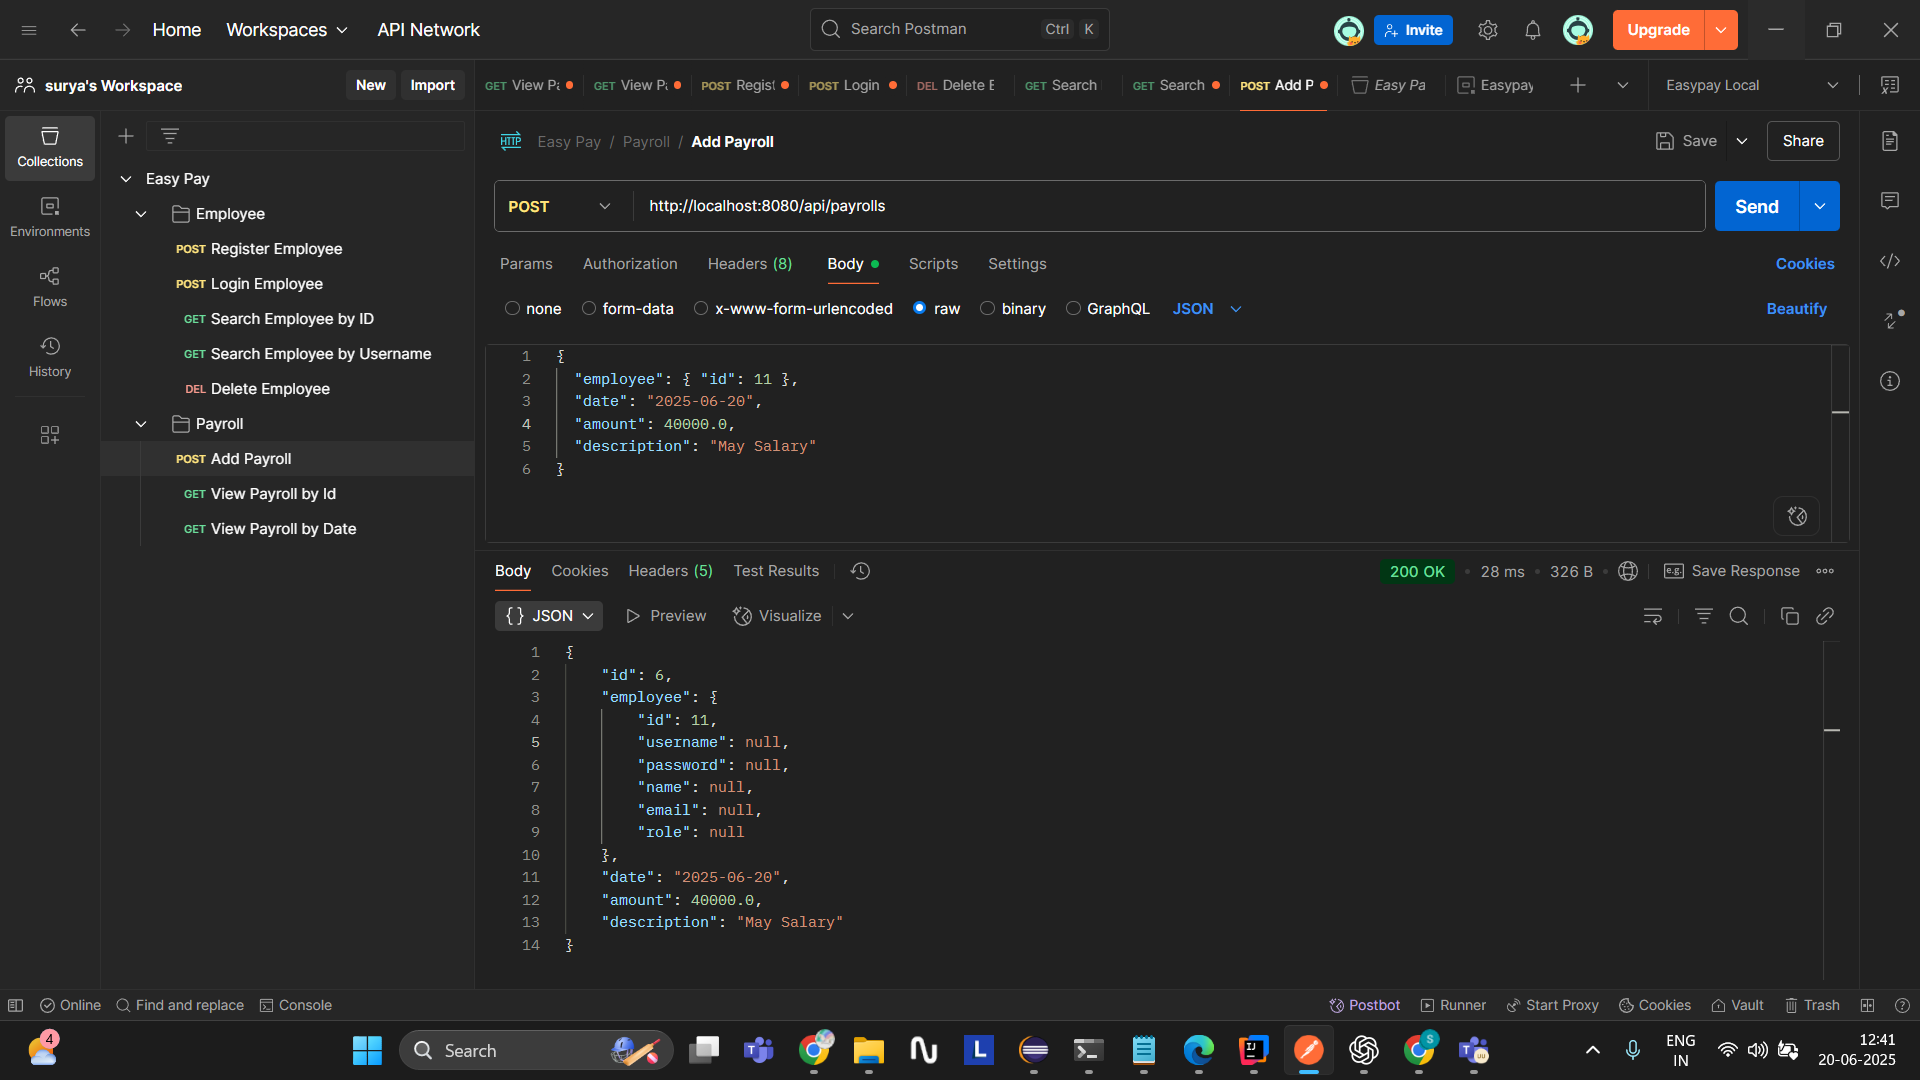 Home
Workspaces
API Network
Search Postman
Ctrl
K
Invite
Upgrade
surya's Workspace
New
Import
GET View Pa
GET View Pa
POST Regist
POST Login
DEL Delete E
GET Search
GET Search
POST Add P
Easy Pa
Easypay
Easypay Local
Collections
Environments
Flows
History
Easy Pay
Employee
POST Register Employee
POST Login Employee
GET Search Employee by ID
GET Search Employee by Username
DEL Delete Employee
Payroll
POST Add Payroll
GET View Payroll by Id
GET View Payroll by Date
HTTP Easy Pay / Payroll / Add Payroll
Save
Share
POST
http://localhost:8080/api/payrolls
Send
Params
Authorization
Headers (8)
Body
Scripts
Settings
Cookies
none
form-data
x-www-form-urlencoded
raw
binary
GraphQL
JSON
Beautify
1 {
2 "employee": { "id": 11 },
3 "date": "2025-06-20",
4 "amount": 40000.0,
5 "description": "May Salary"
6 }
Body
Cookies
Headers (5)
Test Results
200 OK
28 ms
326 B
e.g. Save Response
{} JSON
Preview
Visualize
1 {
2 "id": 6,
3 "employee": {
4 "id": 11,
5 "username": null,
6 "password": null,
7 "name": null,
8 "email": null,
9 "role": null
10 },
11 "date": "2025-06-20",
12 "amount": 40000.0,
13 "description": "May Salary"
14 }
Online
Find and replace
Console
Postbot
Runner
Start Proxy
Cookies
Vault
Trash
4
Search
L
S
ENG
IN
12:41
20-06-2025